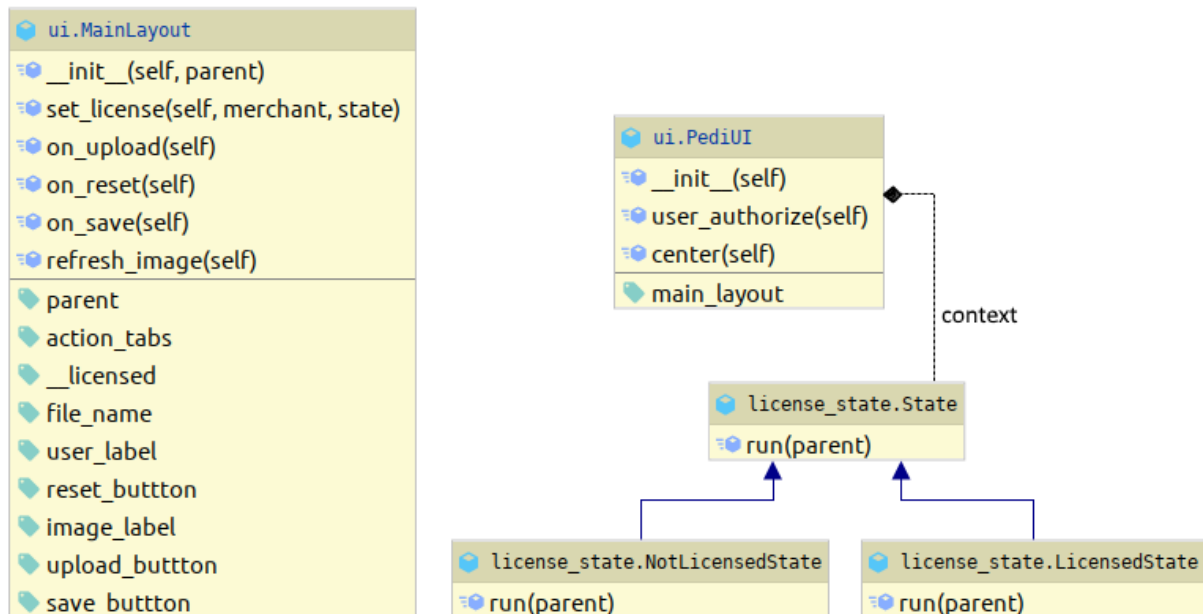 ui.MainLayout
__init__(self, parent)
set_license(self, merchant, state)
on_upload(self)
on_reset(self)
on_save(self)
refresh_image(self)
parent
action_tabs
__licensed
file_name
user_label
reset_buttton
image_label
upload_buttton
save_buttton
ui.PediUI
__init__(self)
user_authorize(self)
center(self)
main_layout
context
license_state.State
run(parent)
license_state.NotLicensedState
run(parent)
license_state.LicensedState
run(parent)